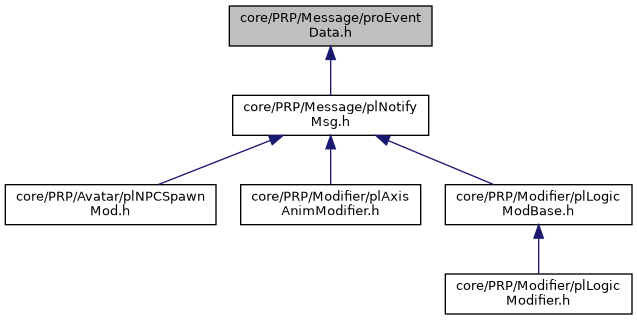 core/PRP/Message/proEvent
Data.h
core/PRP/Message/plNotify
Msg.h
core/PRP/Avatar/plNPCSpawn
Mod.h
core/PRP/Modifier/plAxis
AnimModifier.h
core/PRP/Modifier/plLogic
ModBase.h
core/PRP/Modifier/plLogic
Modifier.h